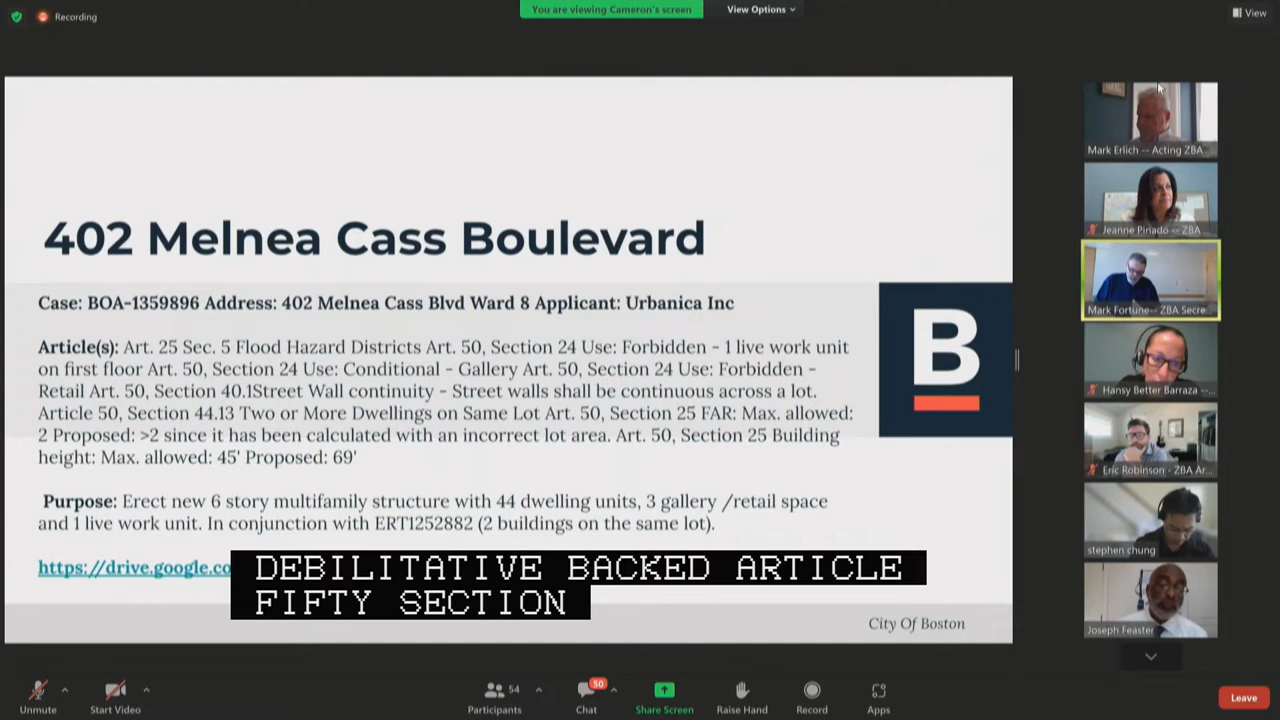 Recording
You are viewing Cameron's screen
View Options
View
402 Melnea Cass Boulevard
Case: BOA-1359896 Address: 402 Melnea Cass Blvd Ward 8 Applicant: Urbanica Inc
Article(s): Art. 25 Sec. 5 Flood Hazard Districts Art. 50, Section 24 Use: Forbidden - 1 live work unit
on first floor Art. 50, Section 24 Use: Conditional - Gallery Art. 50, Section 24 Use: Forbidden -
Retail Art. 50, Section 40.1Street Wall continuity - Street walls shall be continuous across a lot.
Article 50, Section 44.13 Two or More Dwellings on Same Lot Art. 50, Section 25 FAR: Max. allowed:
2 Proposed: >2 since it has been calculated with an incorrect lot area. Art. 50, Section 25 Building
height: Max. allowed: 45' Proposed: 69'
Purpose: Erect new 6 story multifamily structure with 44 dwelling units, 3 gallery /retail space
and 1 live work unit. In conjunction with ERT1252882 (2 buildings on the same lot).
https://drive.google.co
DEBILITATIVE BACKED ARTICLE
FIFTY SECTION
City Of Boston
B
Mark Erlich -- Acting ZBA ...
Jeanne Pinado -- ZBA ...
Mark Fortune-- ZBA Secre...
Hansy Better Barraza --...
Eric Robinson - ZBA Ar...
stephen chung
Joseph Feaster
Unmute
Start Video
54
Participants
50
Chat
Share Screen
Raise Hand
Record
Apps
Leave